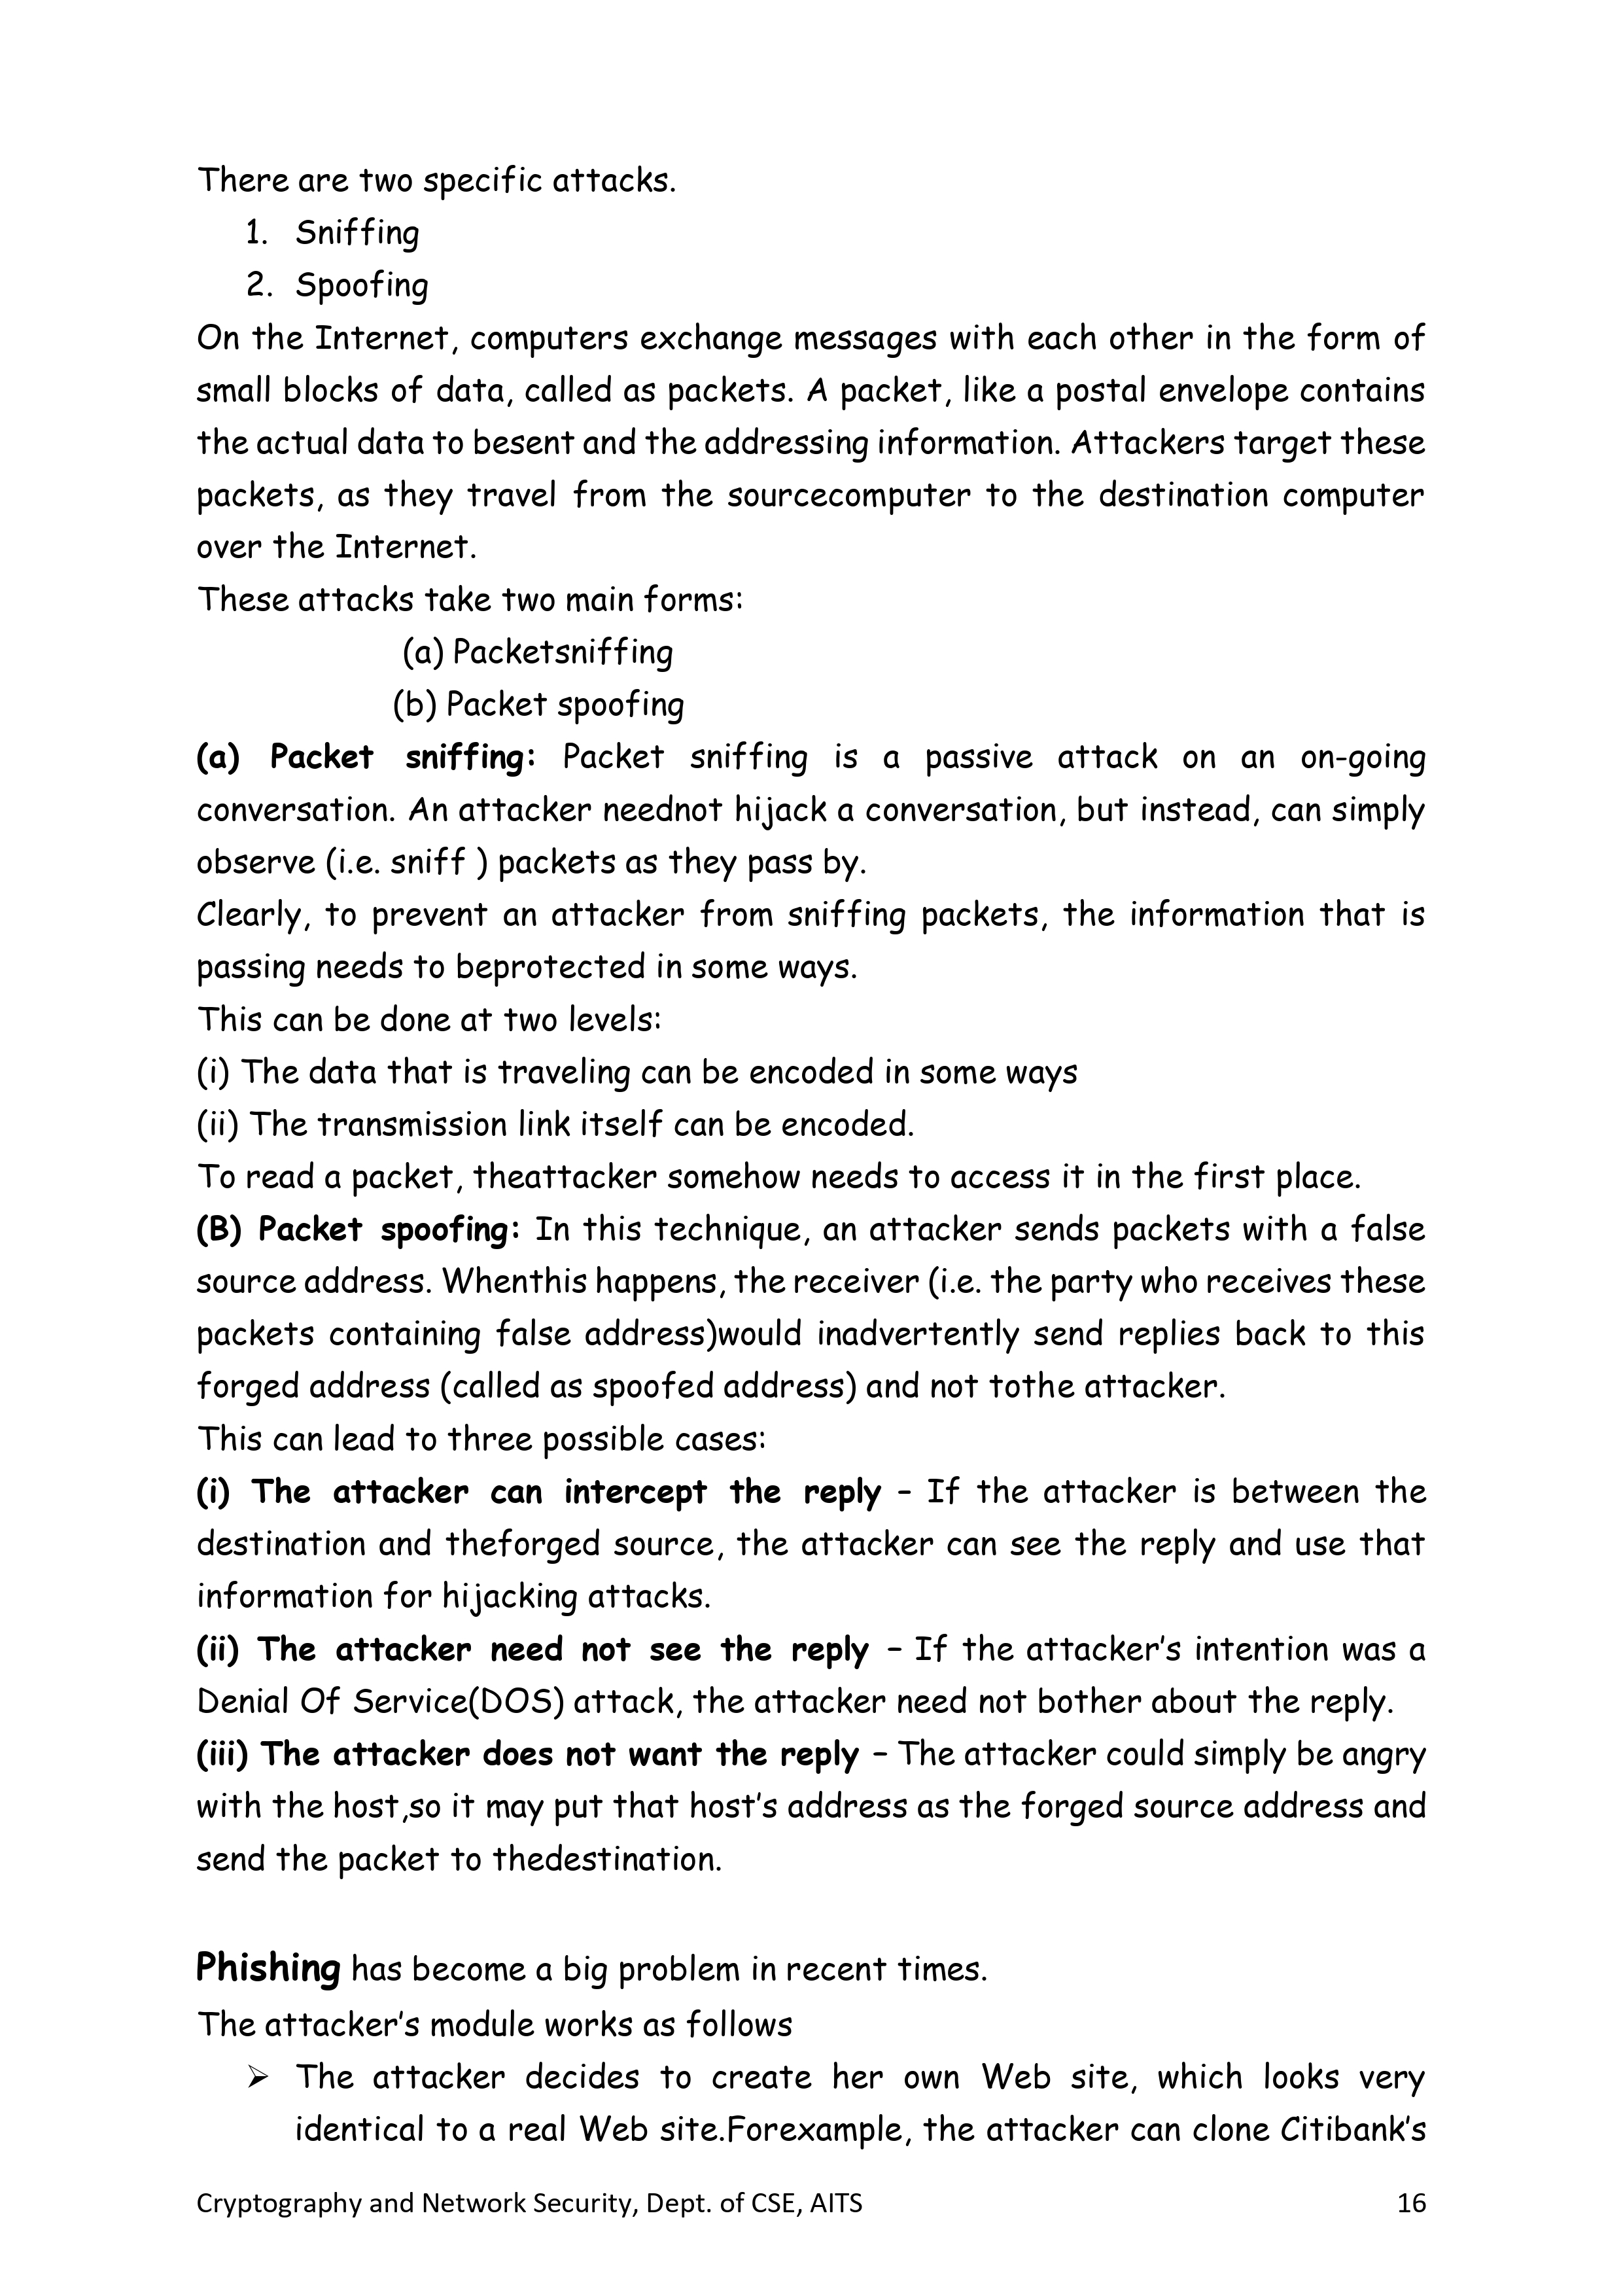 There are two specific attacks.
1. Sniffing
2. Spoofing
On the Internet, computers exchange messages with each other in the form of
small blocks of data, called as packets. A packet, like a postal envelope contains
the actual data to besent and the addressing information. Attackers target these
packets, as they travel from the sourcecomputer to the destination computer
over the Internet.
These attacks take two main forms:
(a) Packetsniffing
(b) Packet spoofing
(a) Packet sniffing: Packet sniffing is a passive attack on an on-going
conversation. An attacker neednot hijack a conversation, but instead, can simply
observe (i.e. sniff ) packets as they pass by.
Clearly, to prevent an attacker from sniffing packets, the information that is
passing needs to beprotected in some ways.
This can be done at two levels:
(i) The data that is traveling can be encoded in some ways
(ii) The transmission link itself can be encoded.
To read a packet, theattacker somehow needs to access it in the first place.
(B) Packet spoofing: In this technique, an attacker sends packets with a false
source address. Whenthis happens, the receiver (i.e. the party who receives these
packets containing false address)would inadvertently send replies back to this
forged address (called as spoofed address) and not tothe attacker.
This can lead to three possible cases:
(i) The attacker can intercept the reply – If the attacker is between the
destination and theforged source, the attacker can see the reply and use that
information for hijacking attacks.
(ii) The attacker need not see the reply – If the attacker’s intention was a
Denial Of Service(DOS) attack, the attacker need not bother about the reply.
(iii) The attacker does not want the reply – The attacker could simply be angry
with the host,so it may put that host’s address as the forged source address and
send the packet to thedestination.
Phishing has become a big problem in recent times.
The attacker’s module works as follows
➢ The attacker decides to create her own Web site, which looks very
identical to a real Web site.Forexample, the attacker can clone Citibank’s
Cryptography and Network Security, Dept. of CSE, AITS 16